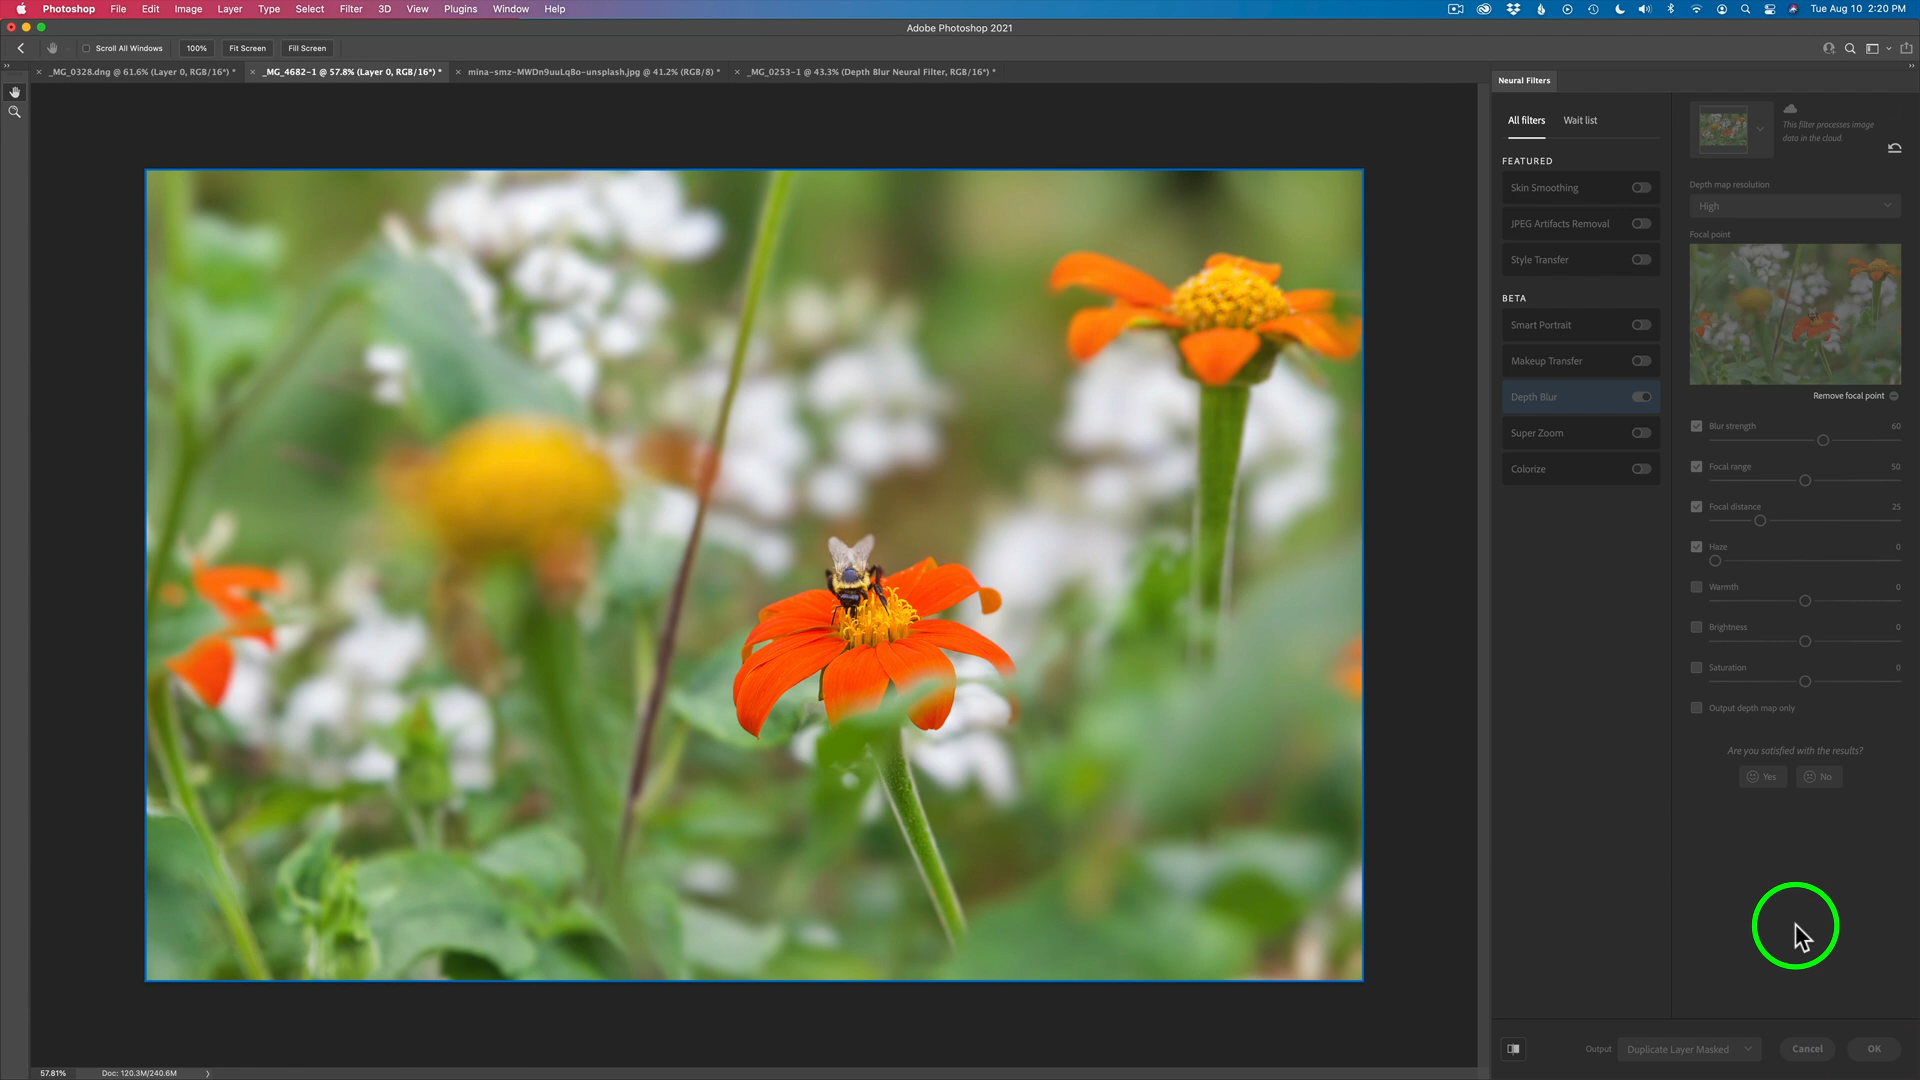 Photoshop File Edit Image Layer Type Select Filter 3D View Plugins Window Help Tue Aug 10 2:20 PM
Adobe Photoshop 2021
Scroll All Windows 100% Fit Screen Fill Screen
_MG_0328.dng @ 61.6% (Layer 0, RGB/16*) * _MG_4682-1 @ 57.8% (Layer 0, RGB/16*) * mina-smz-MWDn9uuLqBo-unsplash.jpg @ 41.2% (RGB/8) * _MG_0253-1 @ 43.3% (Depth Blur Neural Filter, RGB/16*) *
Neural Filters
All filters Wait list
FEATURED
Skin Smoothing
JPEG Artifacts Removal
Style Transfer
BETA
Smart Portrait
Makeup Transfer
Depth Blur
Super Zoom
Colorize
This filter processes image
data in the cloud.
Depth map resolution
High
Focal point
Remove focal point
Blur strength 60
Focal range 50
Focal distance 25
Haze 0
Warmth 0
Brightness 0
Saturation 0
Output depth map only
Are you satisfied with the results?
Yes No
Output Duplicate Layer Masked Cancel OK
57.81% Doc: 120.3M/240.6M